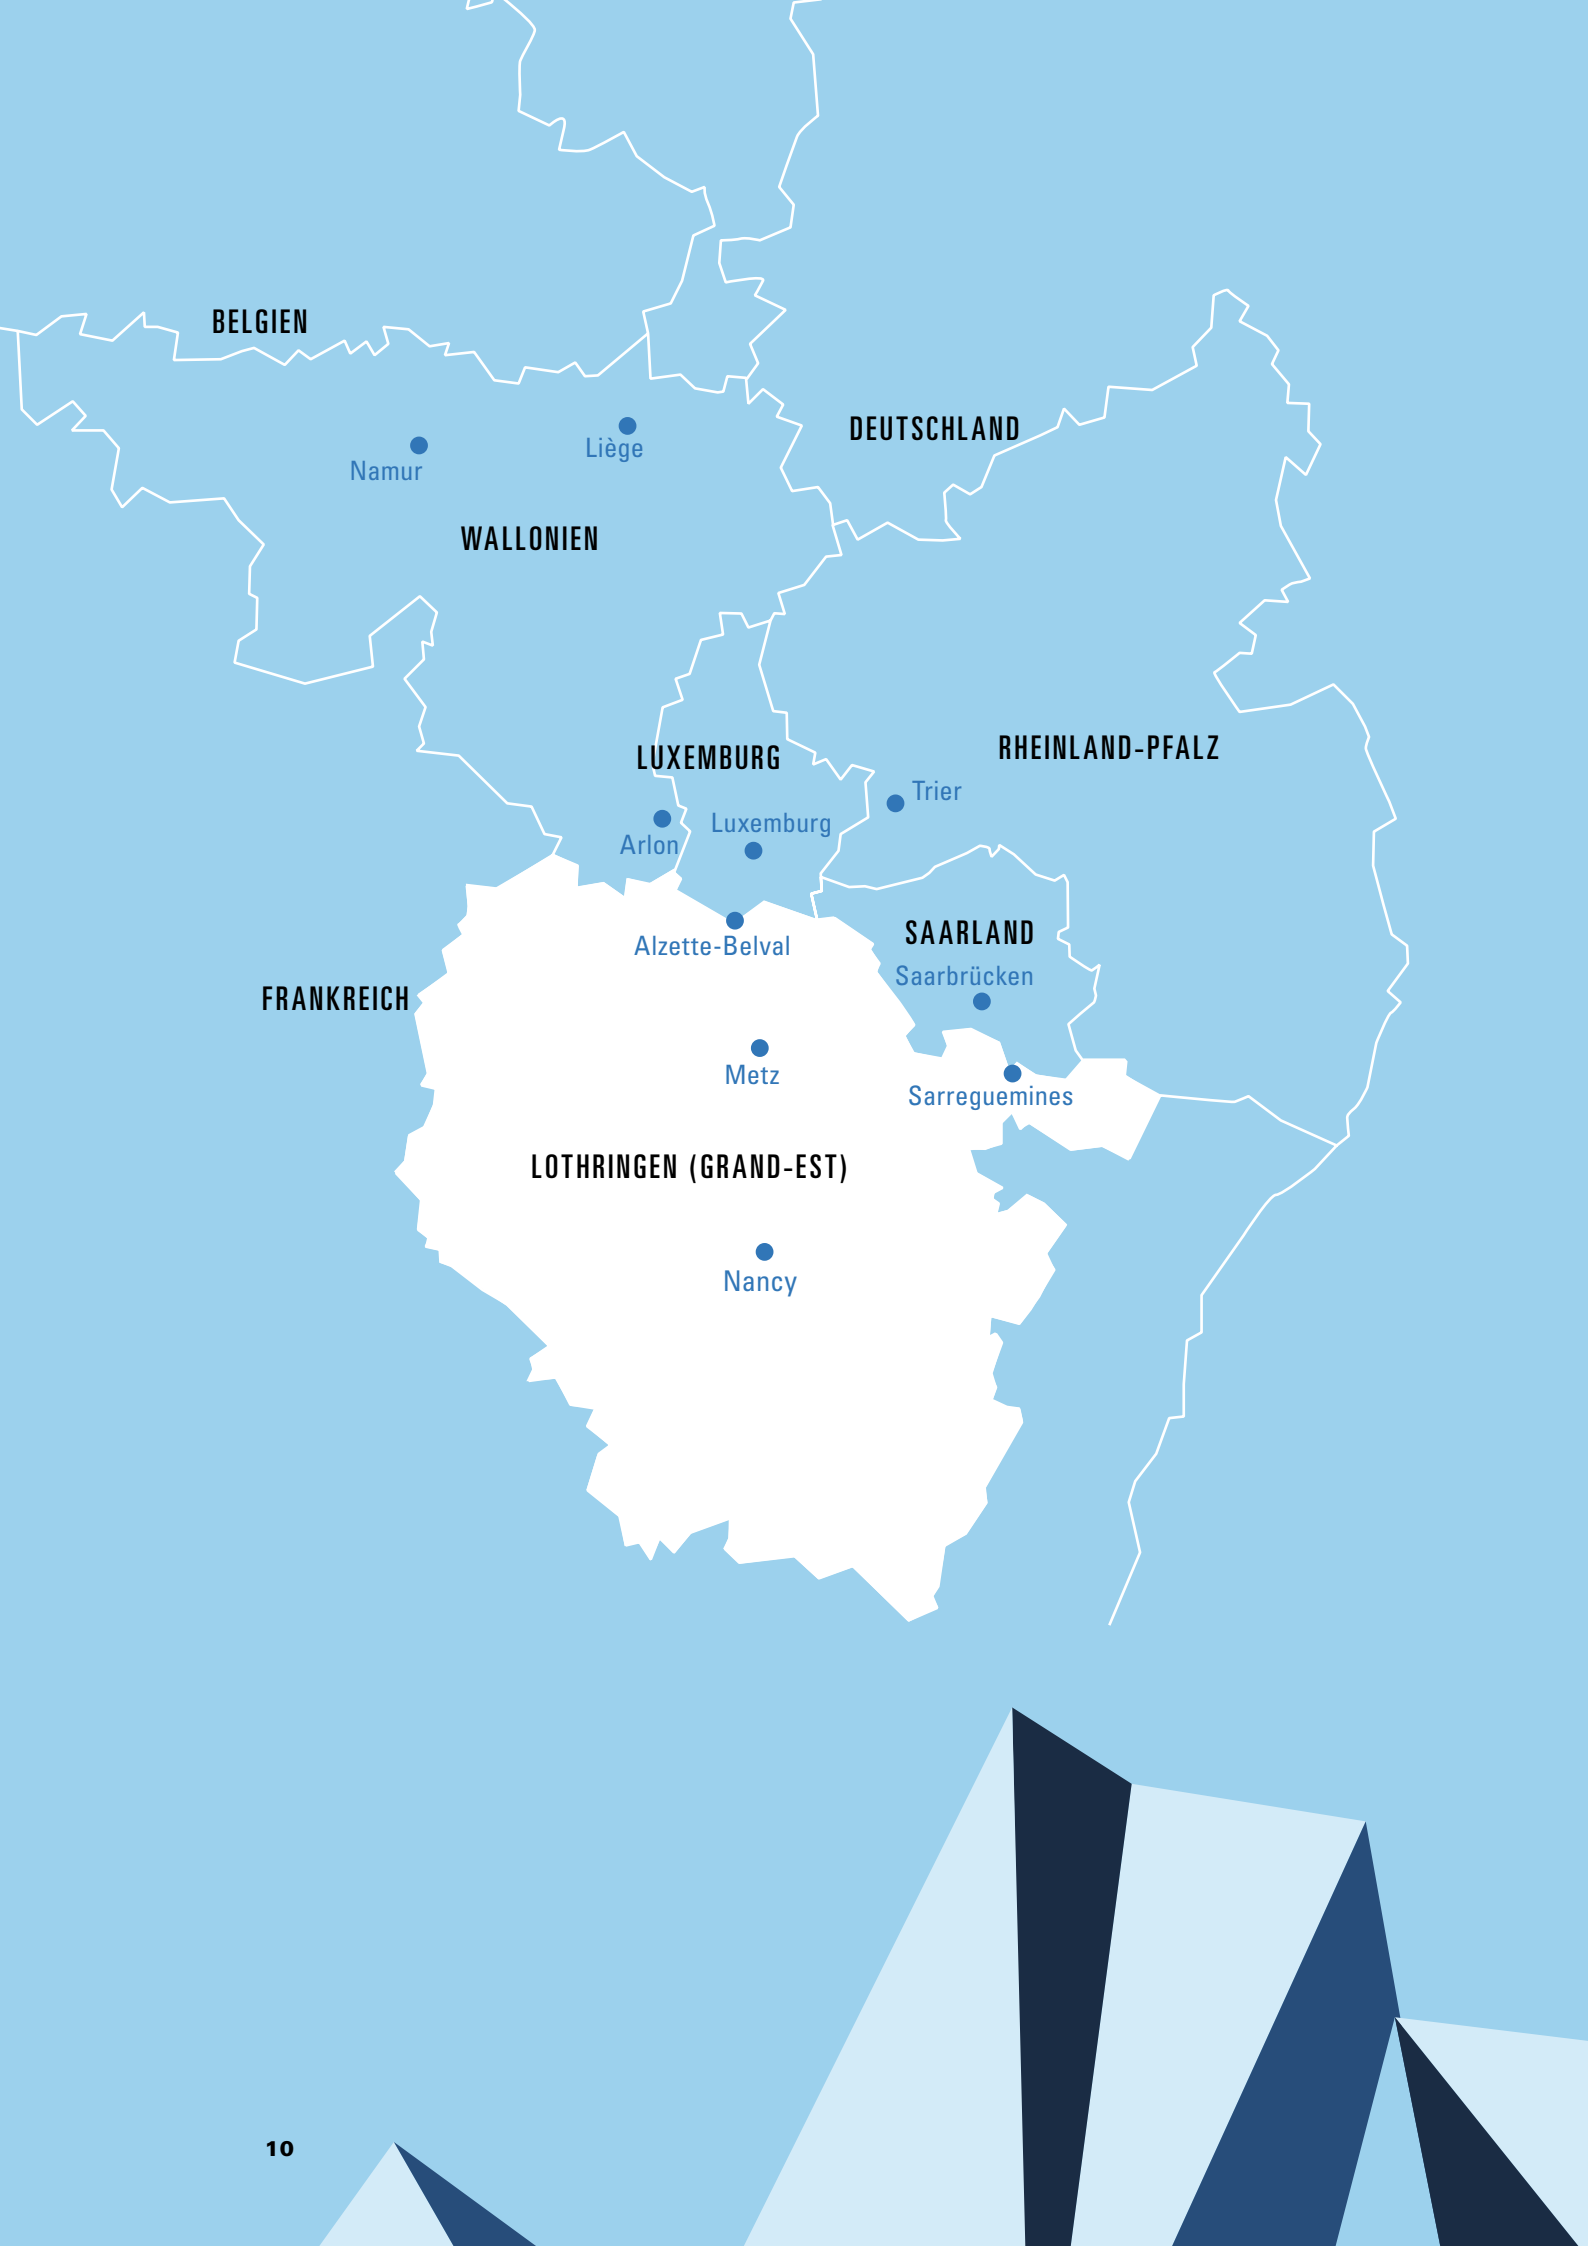 BELGIEN
DEUTSCHLAND
Liège
Namur
WALLONIEN
RHEINLAND-PFALZ
LUXEMBURG
Trier
Luxemburg
Arlon
SAARLAND
Alzette-Belval
Saarbrücken
FRANKREICH
Metz
Sarreguemines
LOTHRINGEN (GRAND-EST)
Nancy
10